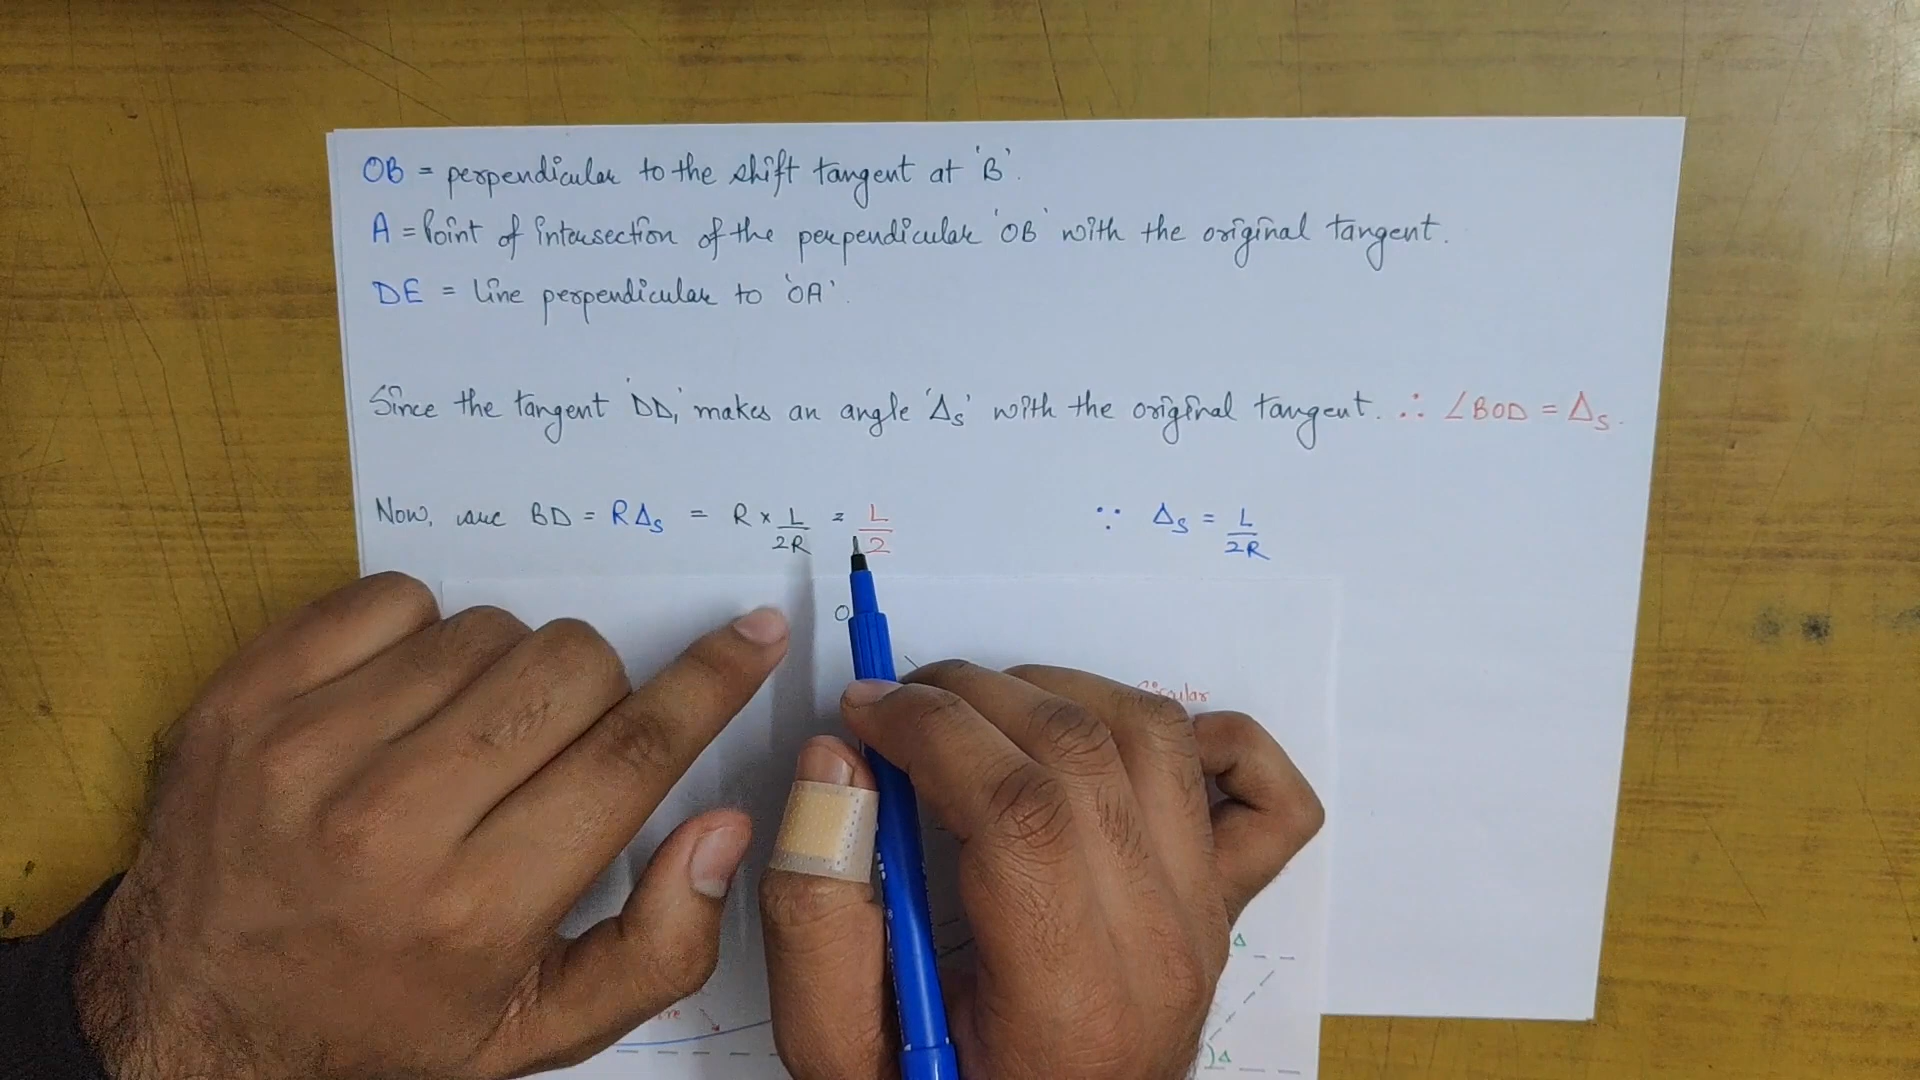 OB = perpendicular to the shift tangent at 'B'.
A = Point of intersection of the perpendicular 'OB' with the original tangent.
DE = Line perpendicular to 'OA'.
Since the tangent 'DD₁' makes an angle 'Δs' with the original tangent. ∴ ∠BOD = Δs.
Now, arc BD = RΔs = R × L/2R = L/2 ∵ Δs = L/2R
O
Circular
Δ
Δ